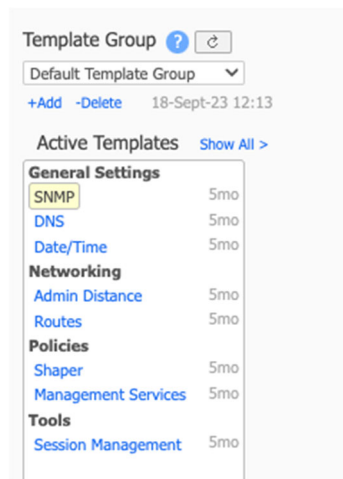 Template Group ?
Default Template Group
+Add -Delete 18-Sept-23 12:13
Active Templates Show All >
General Settings
SNMP 5mo
DNS 5mo
Date/Time 5mo
Networking
Admin Distance 5mo
Routes 5mo
Policies
Shaper 5mo
Management Services 5mo
Tools
Session Management 5mo